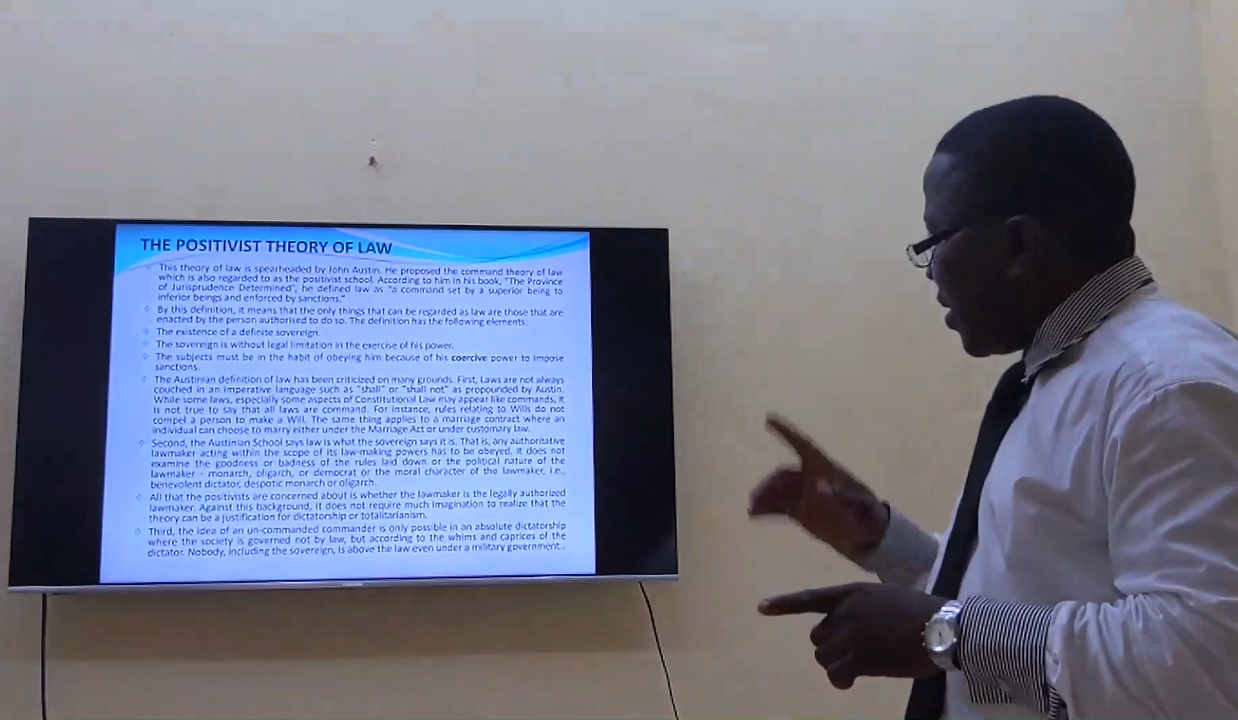 THE POSITIVIST THEORY OF LAW
This theory of law is spearheaded by John Austin. He proposed the command theory of law
which is also regarded to as the positivist school. According to him in his book, "The Province
of Jurisprudence Determined", he defined law as "a command set by a superior being to
inferior beings and enforced by sanctions."
By this definition, it means that the only things that can be regarded as law are those that are
enacted by the person authorised to do so. The definition has the following elements:
The existence of a definite sovereign.
The sovereign is without legal limitation in the exercise of his power.
The subjects must be in the habit of obeying him because of his coercive power to impose
sanctions.
The Austinian definition of law has been criticized on many grounds. First, Laws are not always
couched in an imperative language such as "shall" or "shall not" as propounded by Austin.
While some laws, especially some aspects of Constitutional Law may appear like commands, it
is not true to say that all laws are command. For instance, rules relating to Wills do not
compel a person to make a Will. The same thing applies to a marriage contract where an
individual can choose to marry either under the Marriage Act or under customary law.
Second, the Austinian School says law is what the sovereign says it is. That is, any authoritative
lawmaker acting within the scope of its law-making powers has to be obeyed. It does not
examine the goodness or badness of the rules laid down or the political nature of the
lawmaker - monarch, oligarch, or democrat or the moral character of the lawmaker, i.e.,
benevolent dictator, despotic monarch or oligarch.
All that the positivists are concerned about is whether the lawmaker is the legally authorized
lawmaker. Against this background, it does not require much imagination to realize that the
theory can be a justification for dictatorship or totalitarianism.
Third, the idea of an un-commanded commander is only possible in an absolute dictatorship
where the society is governed not by law, but according to the whims and caprices of the
dictator. Nobody, including the sovereign, is above the law even under a military government..